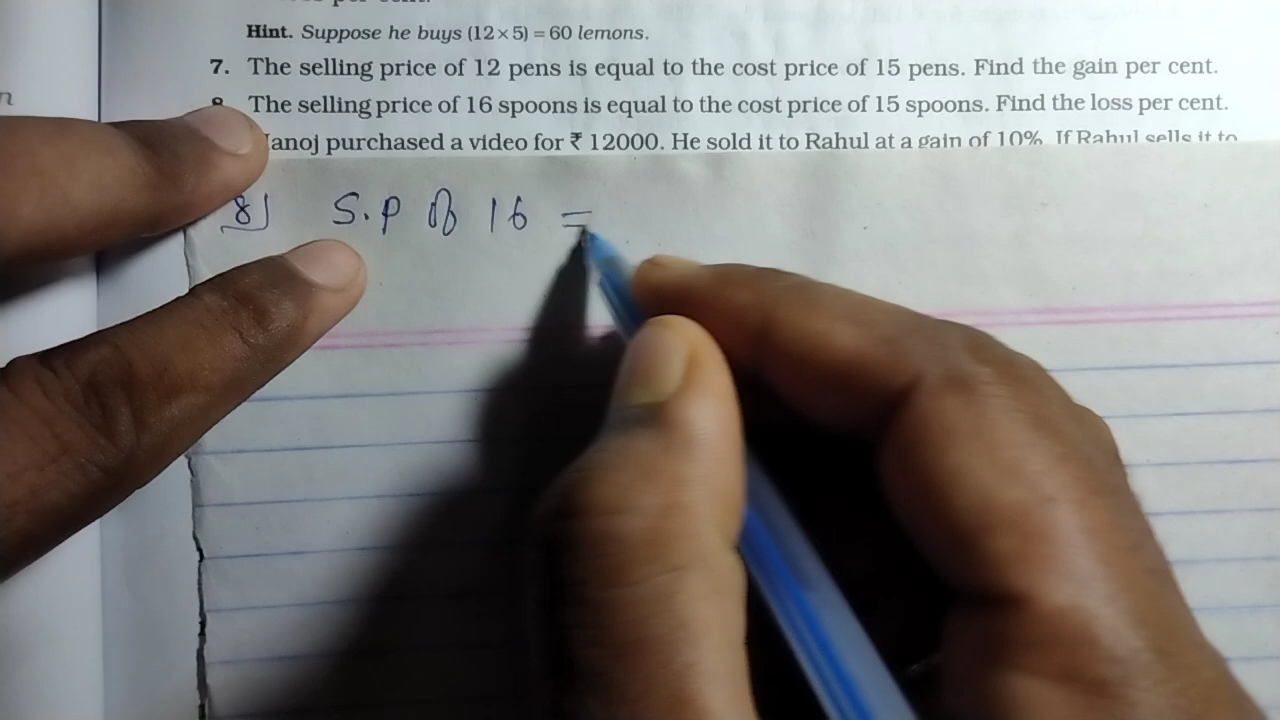 Hint. Suppose he buys (12×5) = 60 lemons.
7. The selling price of 12 pens is equal to the cost price of 15 pens. Find the gain per cent.
The selling price of 16 spoons is equal to the cost price of 15 spoons. Find the loss per cent.
anoj purchased a video for ₹ 12000. He sold it to Rahul at a gain of 10%. If Rahul sells it to
8) S.P of 16 =